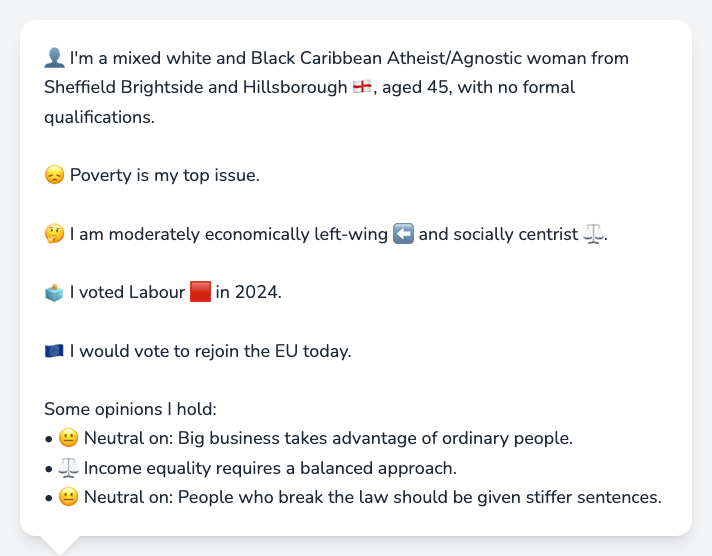 👤 I'm a mixed white and Black Caribbean Atheist/Agnostic woman from
Sheffield Brightside and Hillsborough 🏴󠁧󠁢󠁥󠁮󠁧󠁿, aged 45, with no formal
qualifications.
😞 Poverty is my top issue.
🤔 I am moderately economically left-wing ⬅️ and socially centrist ⚖️.
🗳️ I voted Labour 🟥 in 2024.
🇪🇺 I would vote to rejoin the EU today.
Some opinions I hold:
• 😐 Neutral on: Big business takes advantage of ordinary people.
• ⚖️ Income equality requires a balanced approach.
• 😐 Neutral on: People who break the law should be given stiffer sentences.